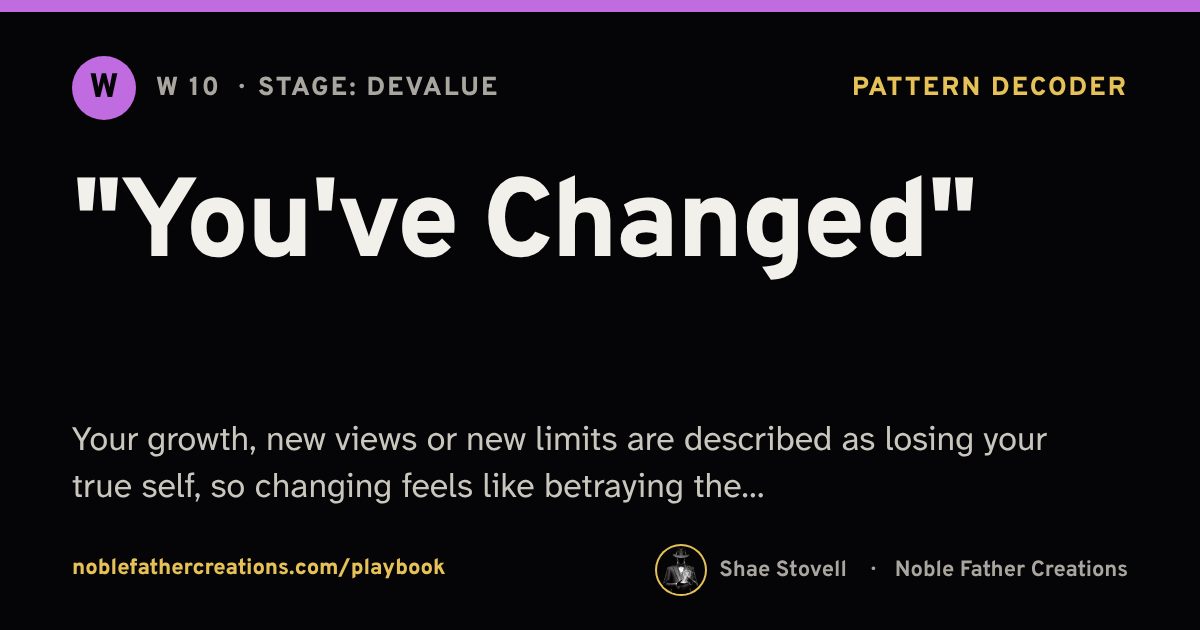 W
W 10 · STAGE: DEVALUE
PATTERN DECODER
"You've Changed"
Your growth, new views or new limits are described as losing your
true self, so changing feels like betraying the...
noblefathercreations.com/playbook
Shae Stovell · Noble Father Creations